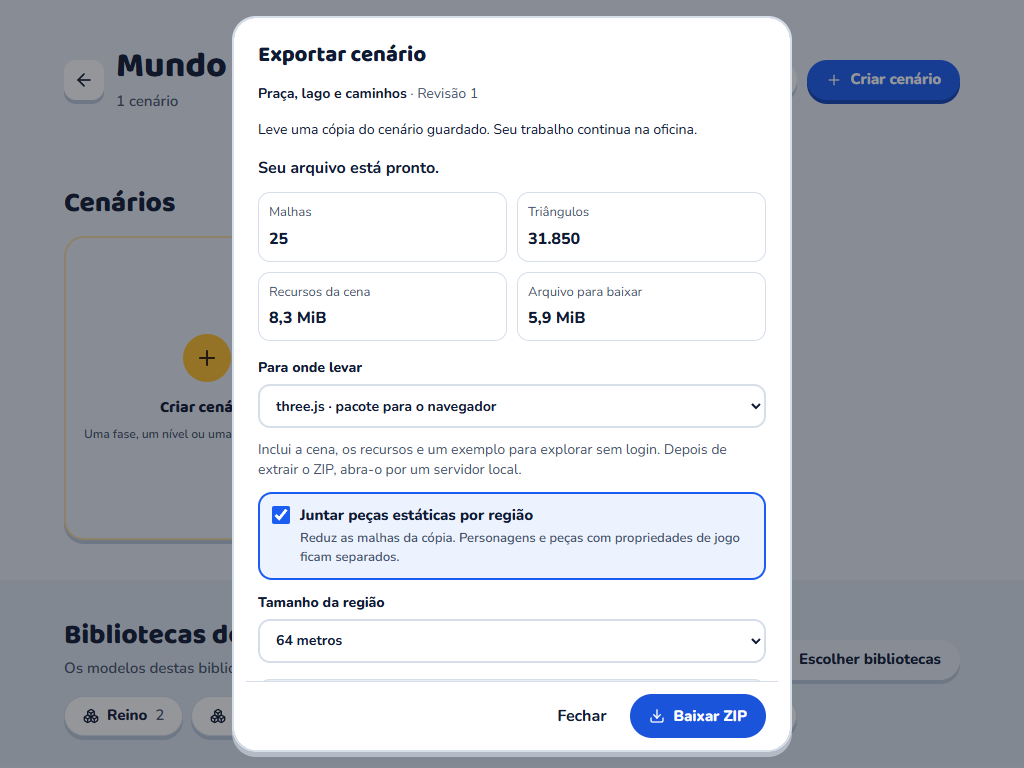 Exportar cenário
Praça, lago e caminhos · Revisão 1
Leve uma cópia do cenário guardado. Seu trabalho continua na oficina.
Seu arquivo está pronto.
Malhas
25
Triângulos
31.850
Recursos da cena
8,3 MiB
Arquivo para baixar
5,9 MiB
Para onde levar
three.js · pacote para o navegador
Inclui a cena, os recursos e um exemplo para explorar sem login. Depois de
extrair o ZIP, abra-o por um servidor local.
Juntar peças estáticas por região
Reduz as malhas da cópia. Personagens e peças com propriedades de jogo
ficam separados.
Tamanho da região
64 metros
Fechar
Baixar ZIP
Mundo
1 cenário
Criar cenário
Cenários
Criar cená
Uma fase, um nível ou uma
Bibliotecas d
Os modelos destas biblio
Escolher bibliotecas
Reino 2